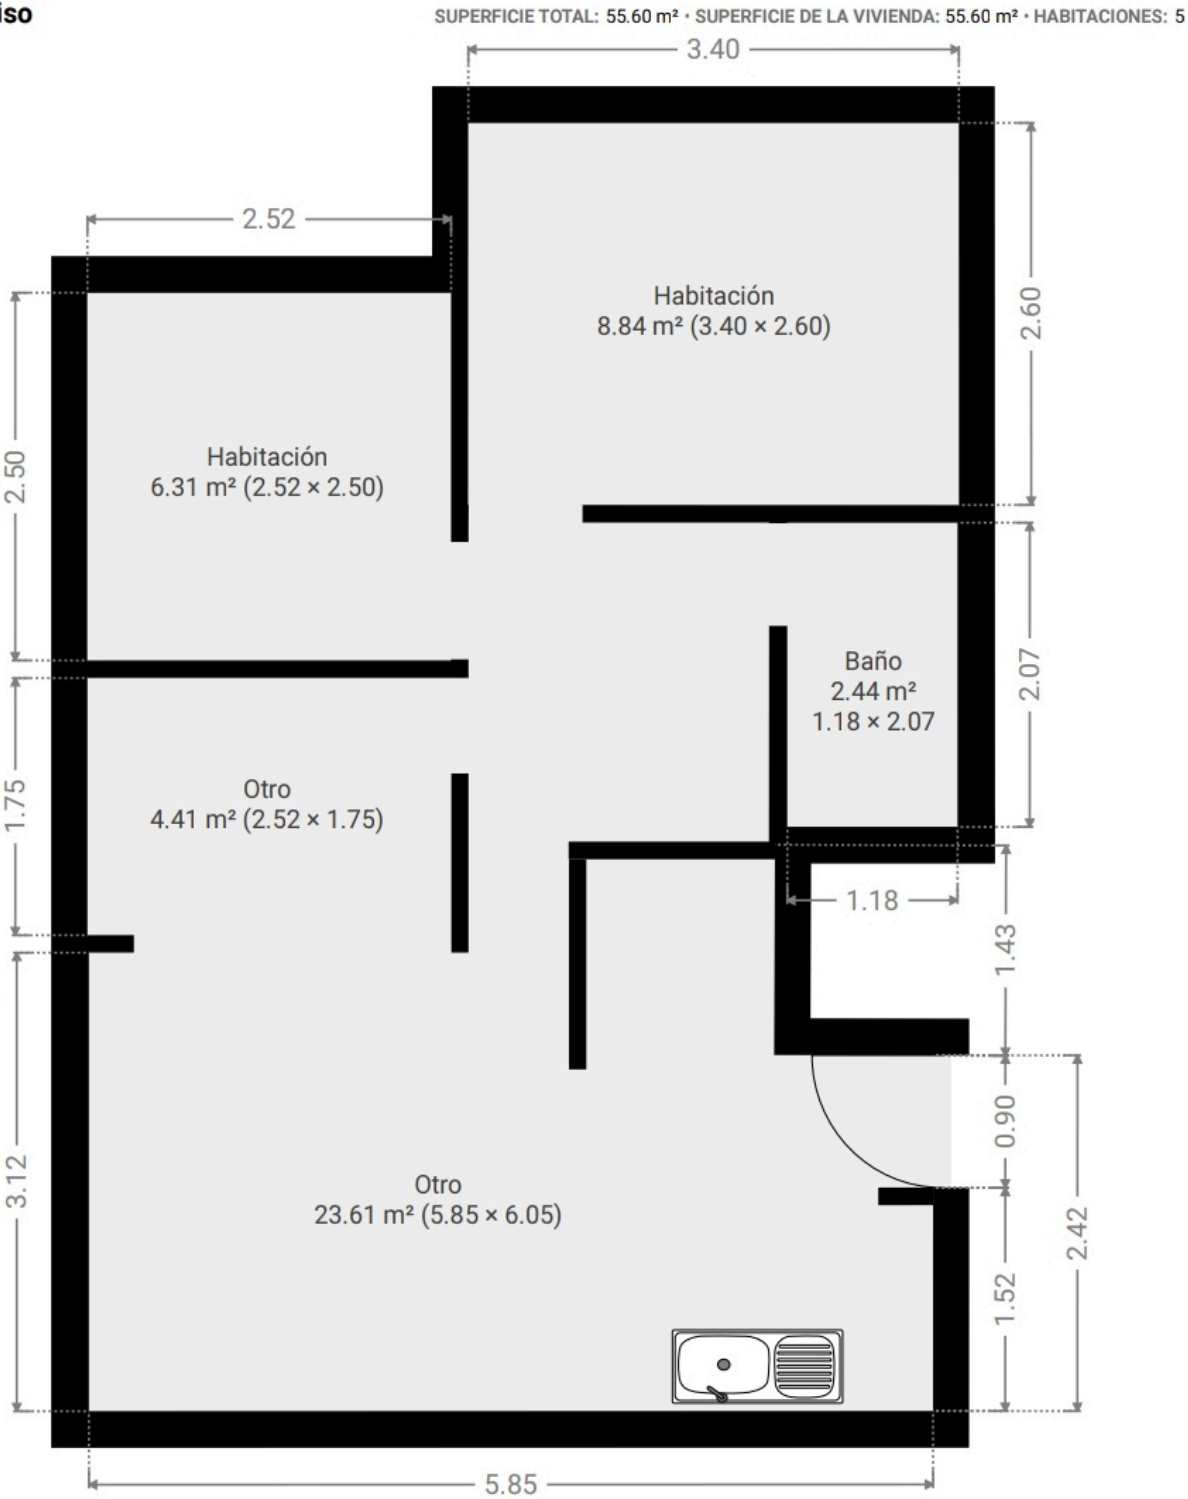 iso
SUPERFICIE TOTAL: 55.60 m² • SUPERFICIE DE LA VIVIENDA: 55.60 m² • HABITACIONES: 5
3.40
2.52
Habitación
8.84 m² (3.40 × 2.60)
2.60
Habitación
6.31 m² (2.52 × 2.50)
2.50
Baño
2.44 m²
1.18 × 2.07
2.07
Otro
4.41 m² (2.52 × 1.75)
1.75
1.18
1.43
0.90
3.12
Otro
23.61 m² (5.85 × 6.05)
2.42
1.52
5.85